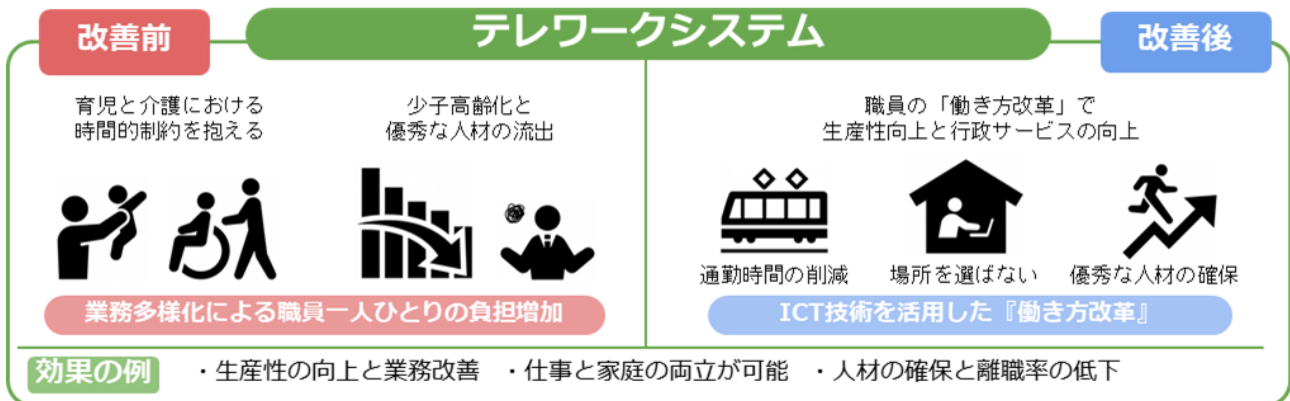 テレワークシステム
改善前
育児と介護における
時間的制約を抱える
少子高齢化と
優秀な人材の流出
業務多様化による職員一人ひとりの負担増加
改善後
職員の「働き方改革」で
生産性向上と行政サービスの向上
通勤時間の削減
場所を選ばない
優秀な人材の確保
ICT技術を活用した『働き方改革』
効果の例 ・生産性の向上と業務改善 ・仕事と家庭の両立が可能 ・人材の確保と離職率の低下